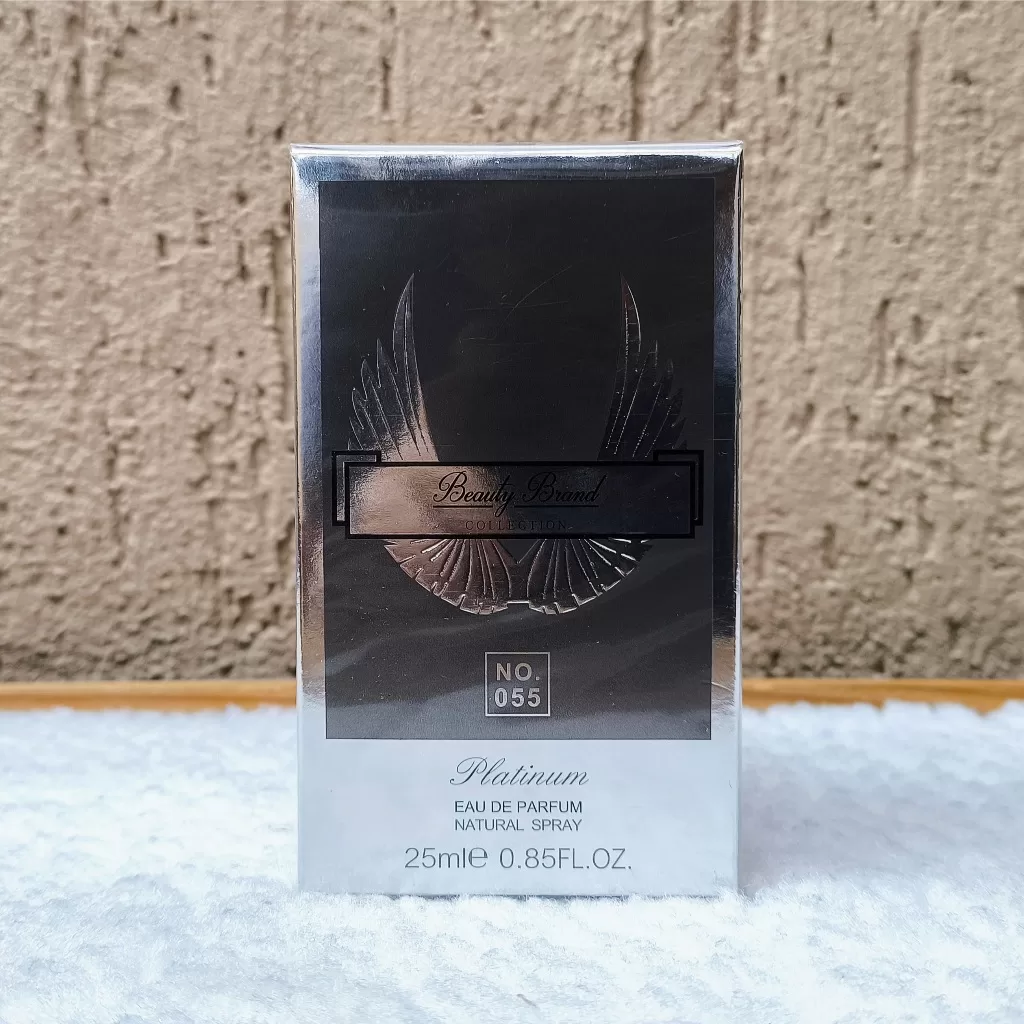 Beauty Brand
COLLECTION
NO.
055
Platinum
EAU DE PARFUM
NATURAL SPRAY
25ml℮ 0.85FL.OZ.